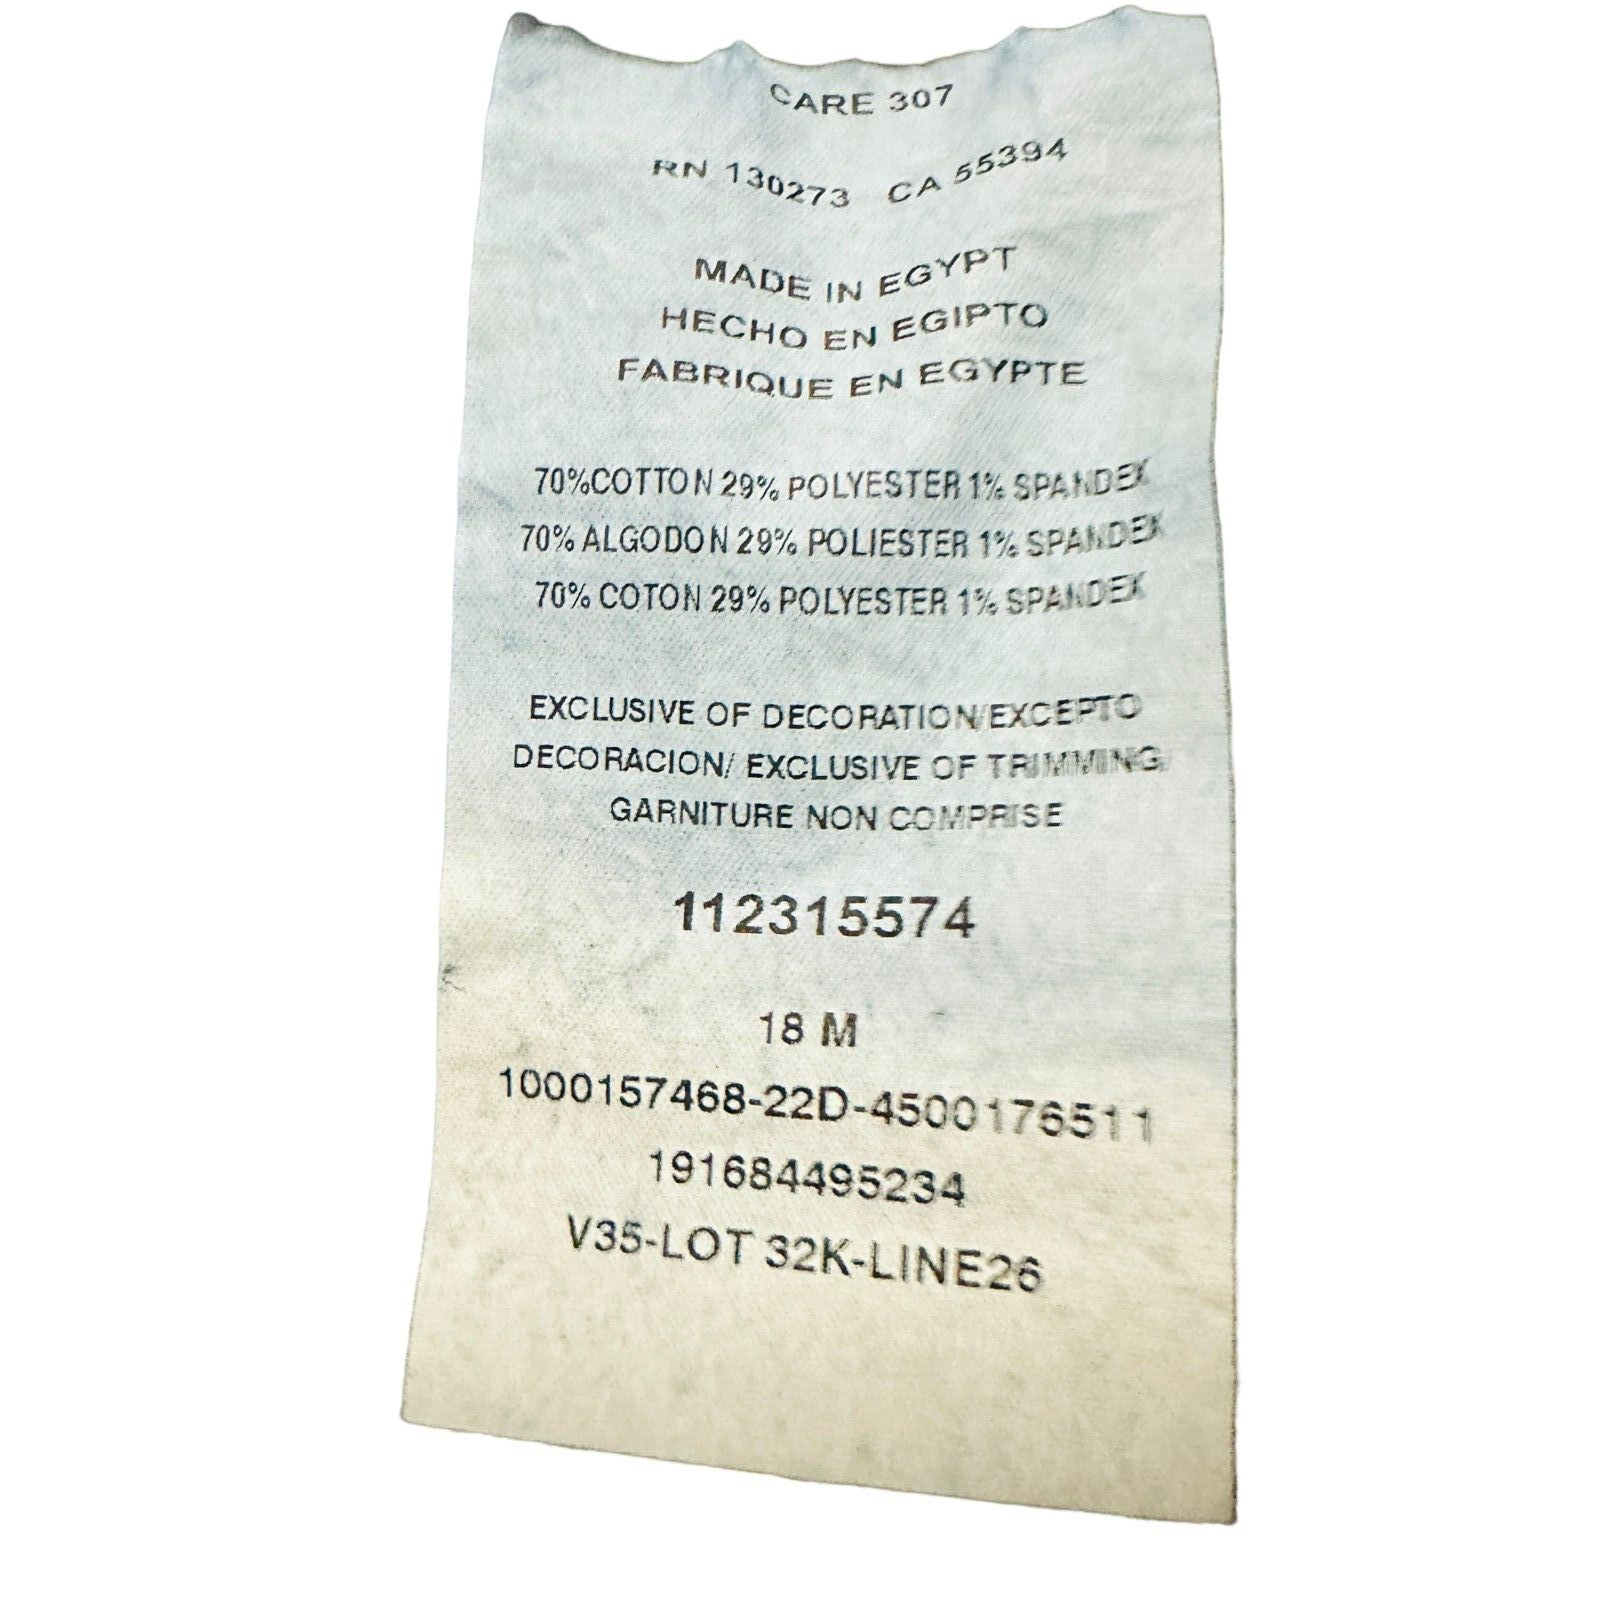 CARE 307
RN 130273 CA 55394
MADE IN EGYPT
HECHO EN EGIPTO
FABRIQUE EN EGYPTE
70%COTTON 29% POLYESTER 1% SPANDEX
70% ALGODON 29% POLIESTER 1% SPANDEX
70% COTON 29% POLYESTER 1% SPANDEX
EXCLUSIVE OF DECORATION/EXCEPTO
DECORACION/ EXCLUSIVE OF TRIMMING/
GARNITURE NON COMPRISE
112315574
18 M
1000157468-22D-4500176511
191684495234
V35-LOT 32K-LINE26